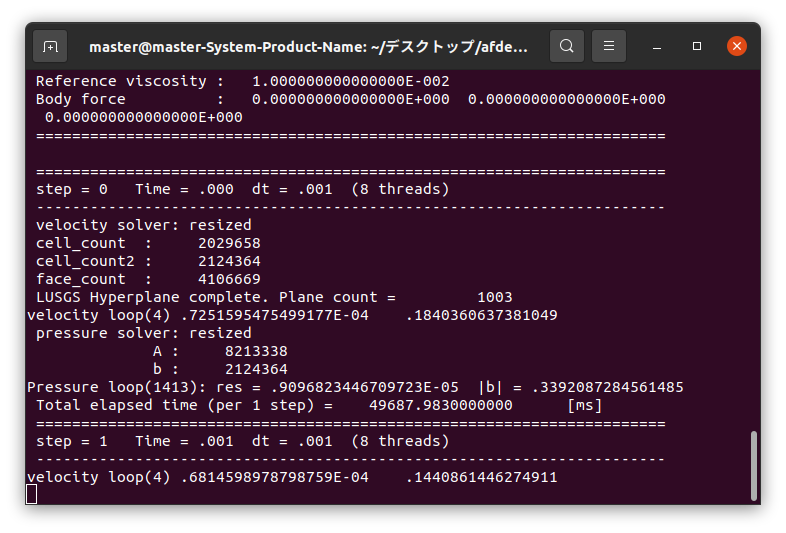 master@master-System-Product-Name: ~/デスクトップ/afde...
Reference viscosity :   1.000000000000000E-002
Body force          :   0.000000000000000E+000  0.000000000000000E+000
0.000000000000000E+000
======================================================================
======================================================================
step = 0   Time = .000  dt = .001  (8 threads)
----------------------------------------------------------------------
velocity solver: resized
cell_count  :     2029658
cell_count2 :     2124364
face_count  :     4106669
LUSGS Hyperplane complete. Plane count =         1003
velocity loop(4) .7251595475499177E-04    .1840360637381049
pressure solver: resized
A :     8213338
b :     2124364
Pressure loop(1413): res = .9096823446709723E-05  |b| = .3392087284561485
Total elapsed time (per 1 step) =    49687.9830000000      [ms]
======================================================================
step = 1   Time = .001  dt = .001  (8 threads)
----------------------------------------------------------------------
velocity loop(4) .6814598978798759E-04    .1440861446274911